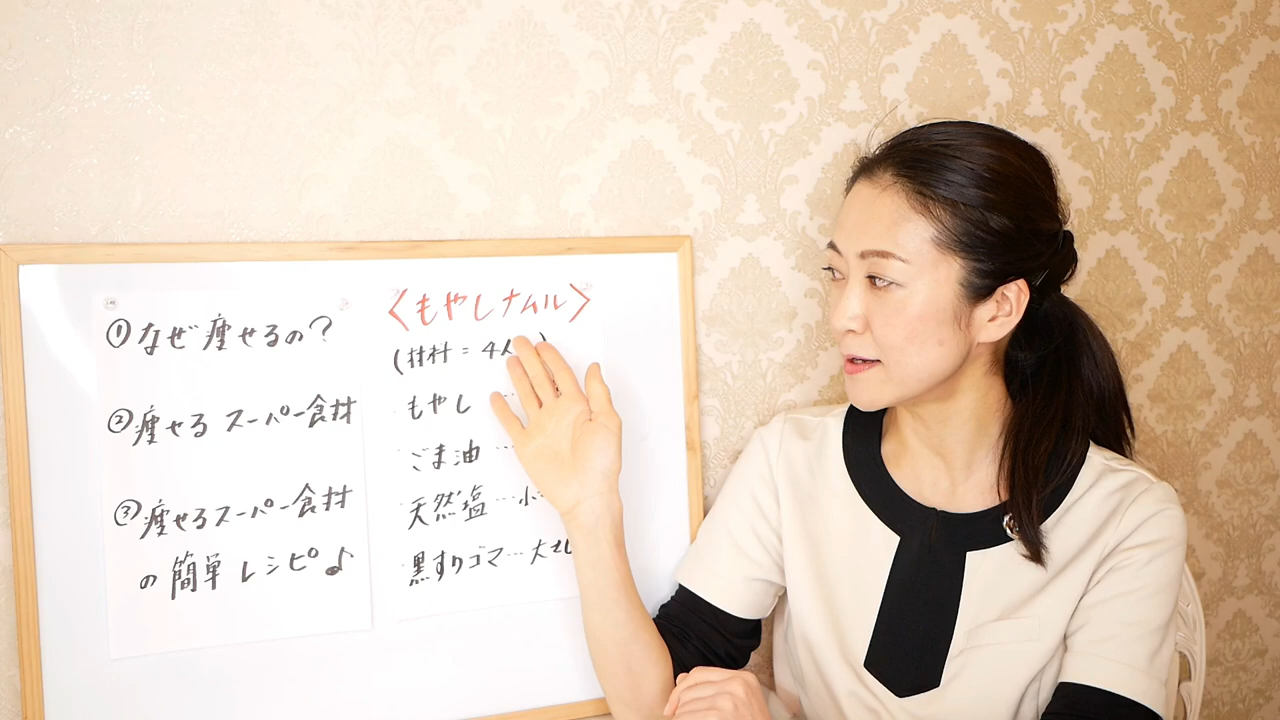 ①なぜ痩せるの？
②痩せるスーパー食材
③痩せるスーパー食材
の簡単レシピ♪
〈もやしナムル〉
(材料＝4人
もやし …
ごま油 …
天然塩…小
黒すりゴマ…大2